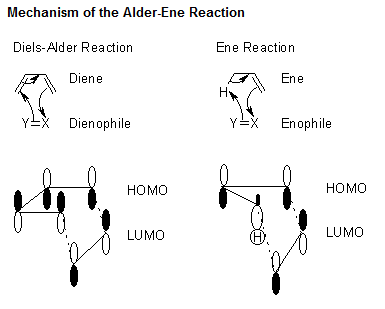 Mechanism of the Alder-Ene Reaction
Diels-Alder Reaction
Ene Reaction
Diene
H
Ene
Y=X
Dienophile
Y=X
Enophile
HOMO
HOMO
LUMO
H
LUMO